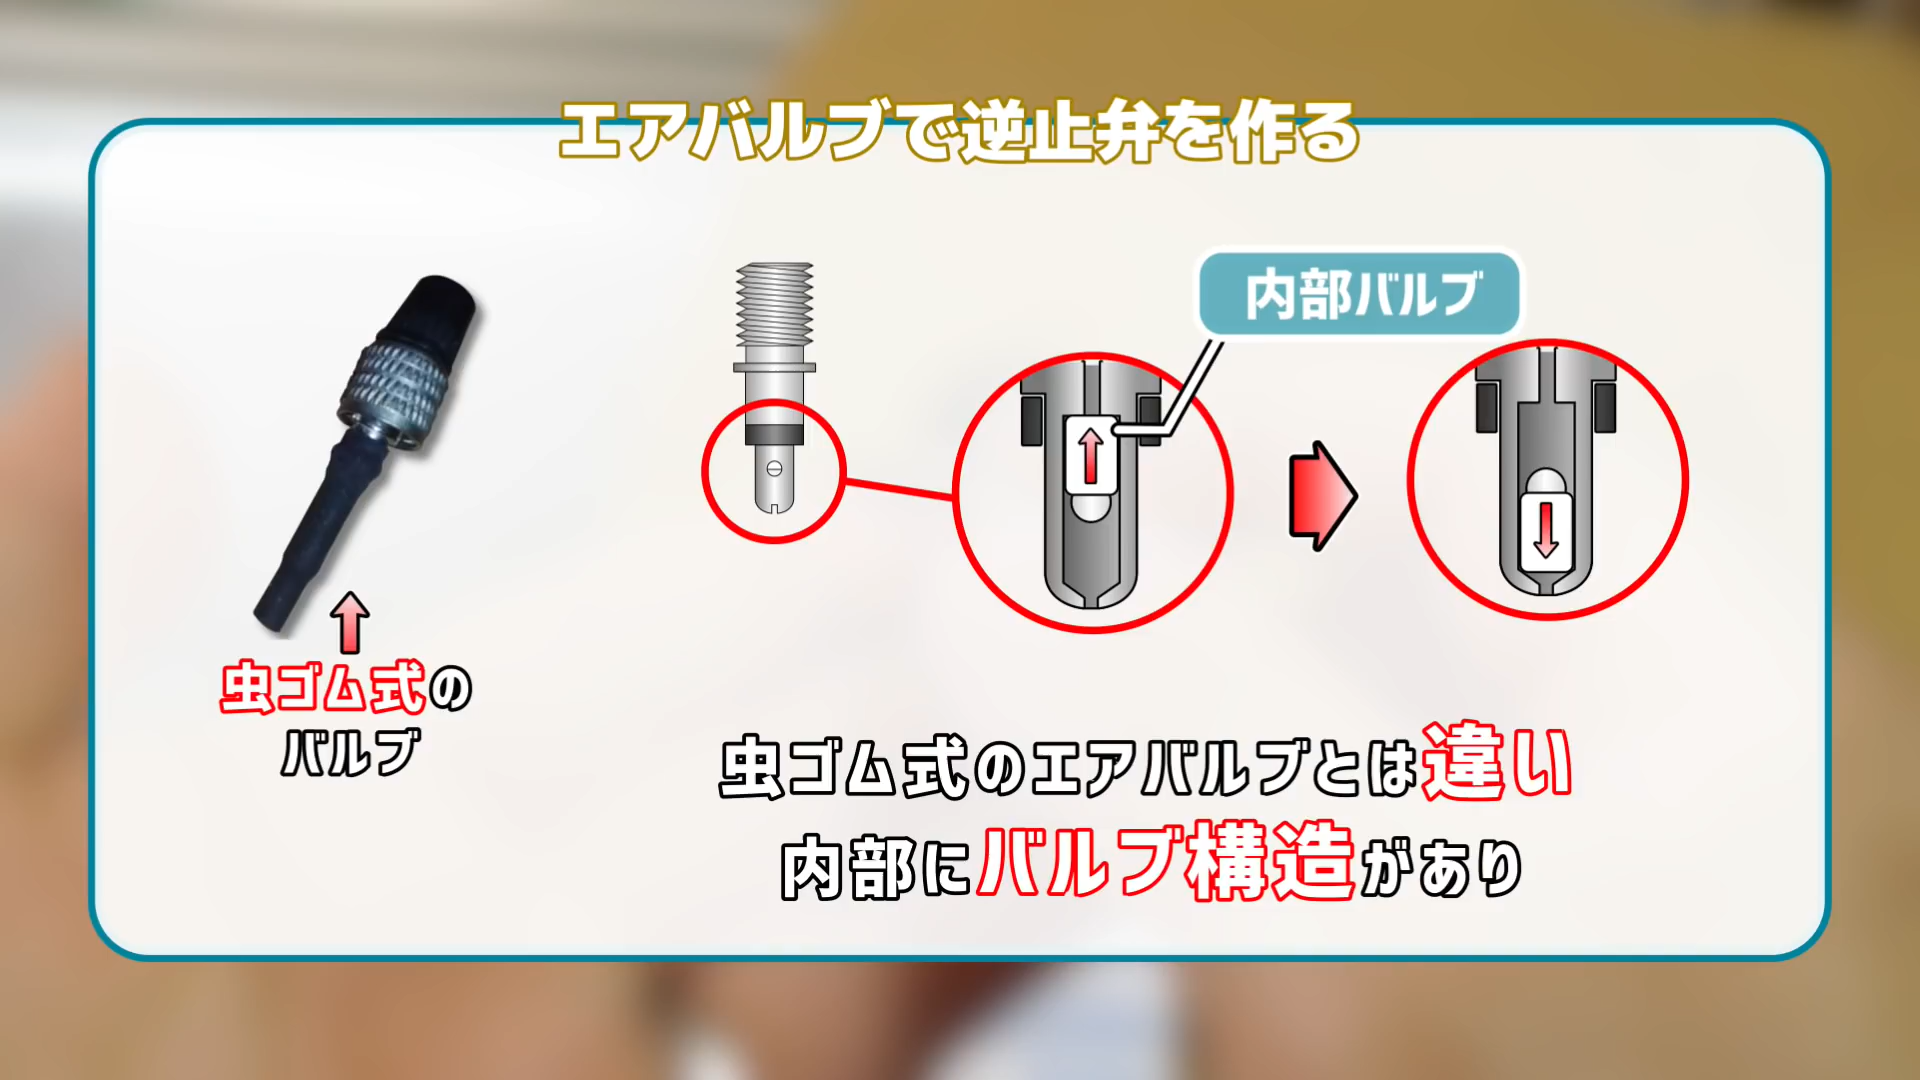 エアバルブで逆止弁を作る
内部バルブ
虫ゴム式の
バルブ
虫ゴム式のエアバルブとは違い
内部にバルブ構造があり